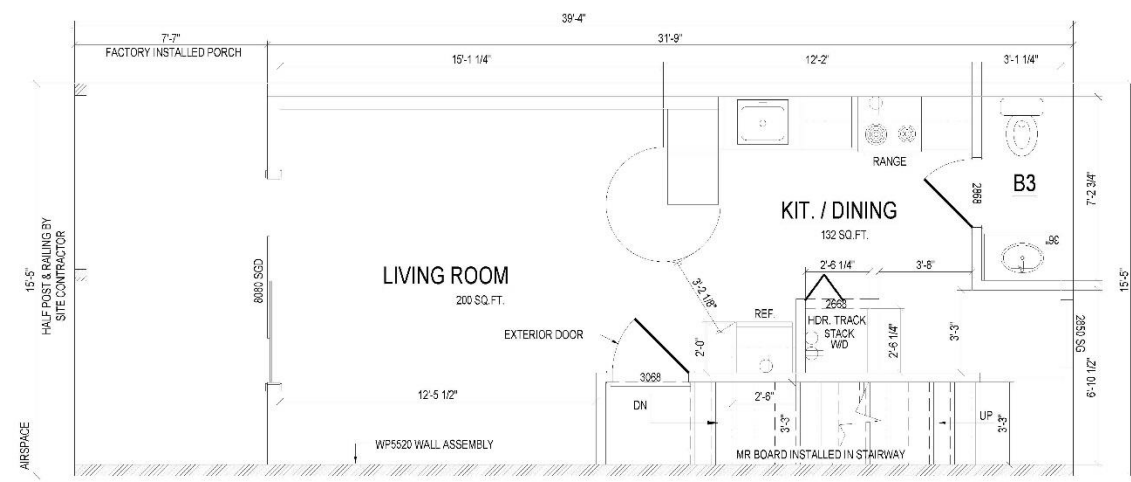 39'-4"
7'-7"
31'-9"
FACTORY INSTALLED PORCH
15'-1 1/4"
12'-2"
3'-1 1/4"
RANGE
2868
B3
7'-2 3/4"
KIT. / DINING
132 SQ.FT.
36"
HALF POST & RAILING BY
SITE CONTRACTOR
15'-5"
8080 SGD
LIVING ROOM
200 SQ.FT.
2'-6 1/4"
3'-8"
15'-5"
3'-2 1/8"
2668
REF.
HDR. TRACK
STACK
W/D
EXTERIOR DOOR
2'-0"
2'-6 1/4"
3'-3"
2850 SG
6'-10 1/2"
3068
12'-5 1/2"
2'-6"
DN
UP
3'-3"
3'-3"
AIRSPACE
WP5520 WALL ASSEMBLY
MR BOARD INSTALLED IN STAIRWAY